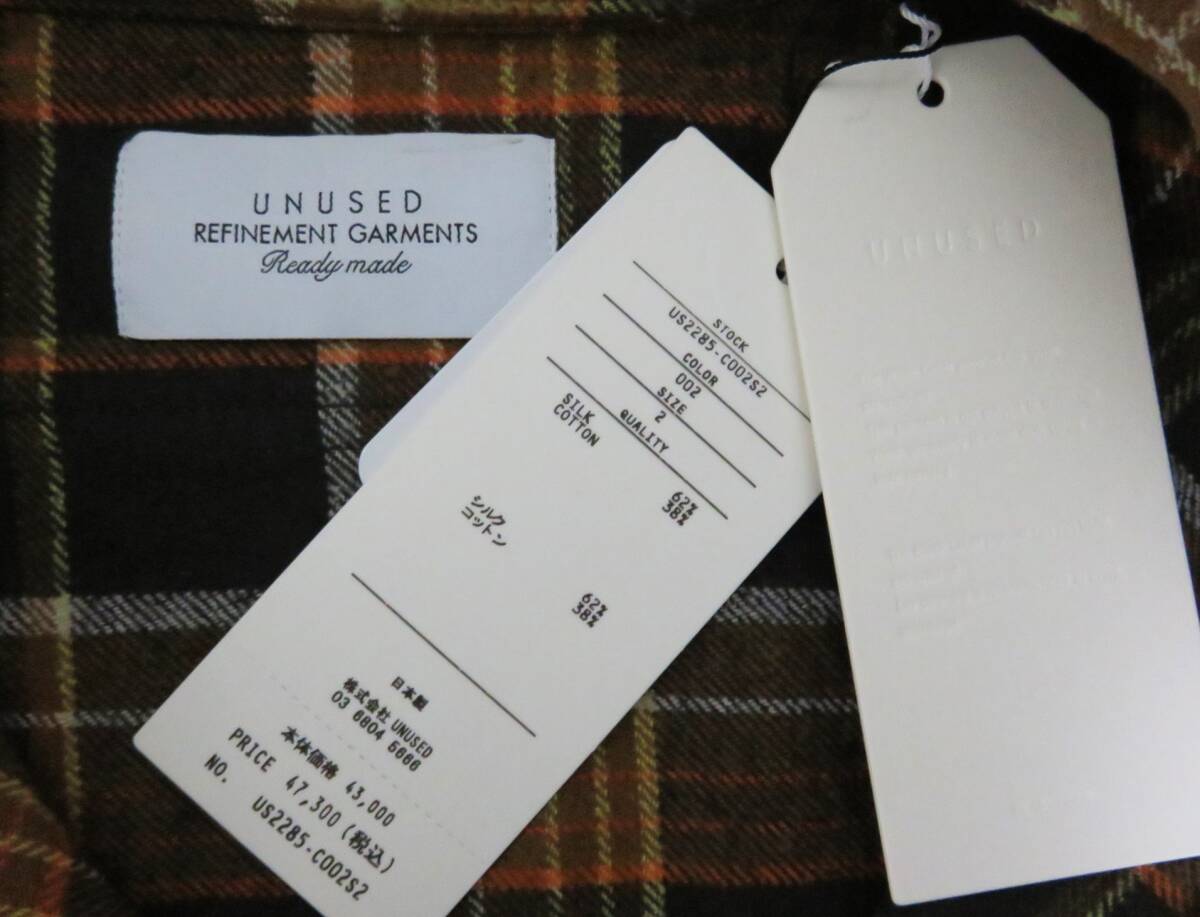 UNUSED
REFINEMENT GARMENTS
Ready made
STOCK
US2285-C002S2
COLOR
002
SIZE
2
QUALITY
SILK 62%
COTTON 38%
シルク 62%
コットン 38%
日本製
株式会社 UNUSED
03 6804 5666
本体価格 43,000
PRICE 47,300(税込)
NO. US2285-C002S2
UNUSED